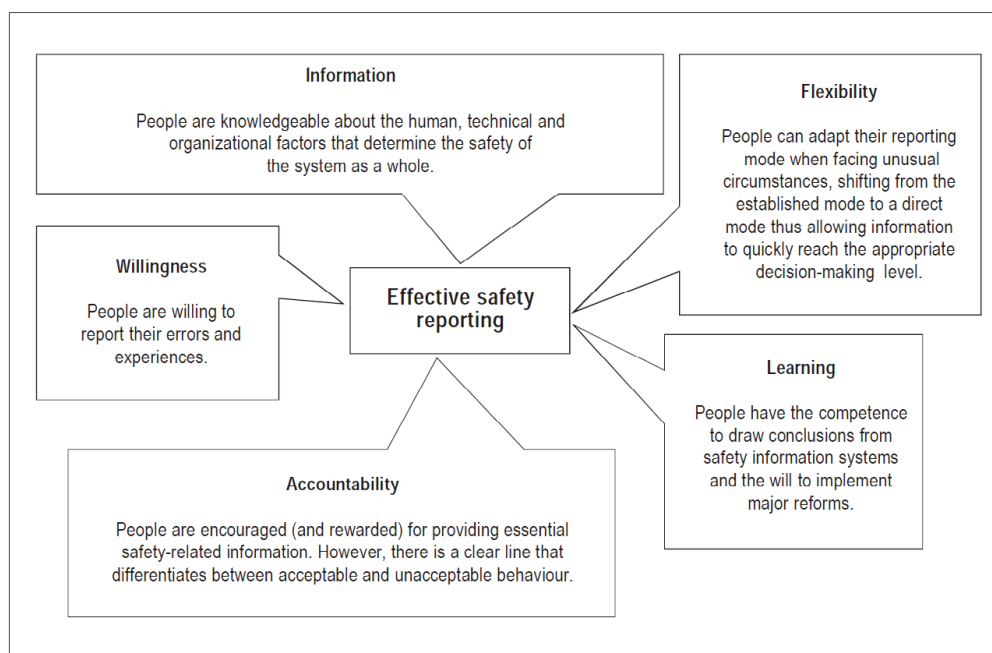 Information
People are knowledgeable about the human, technical and
organizational factors that determine the safety of
the system as a whole.
Flexibility
People can adapt their reporting
mode when facing unusual
circumstances, shifting from the
established mode to a direct
mode thus allowing information
to quickly reach the appropriate
decision-making level.
Willingness
People are willing to
report their errors and
experiences.
Effective safety
reporting
Learning
People have the competence
to draw conclusions from
safety information systems
and the will to implement
major reforms.
Accountability
People are encouraged (and rewarded) for providing essential
safety-related information. However, there is a clear line that
differentiates between acceptable and unacceptable behaviour.